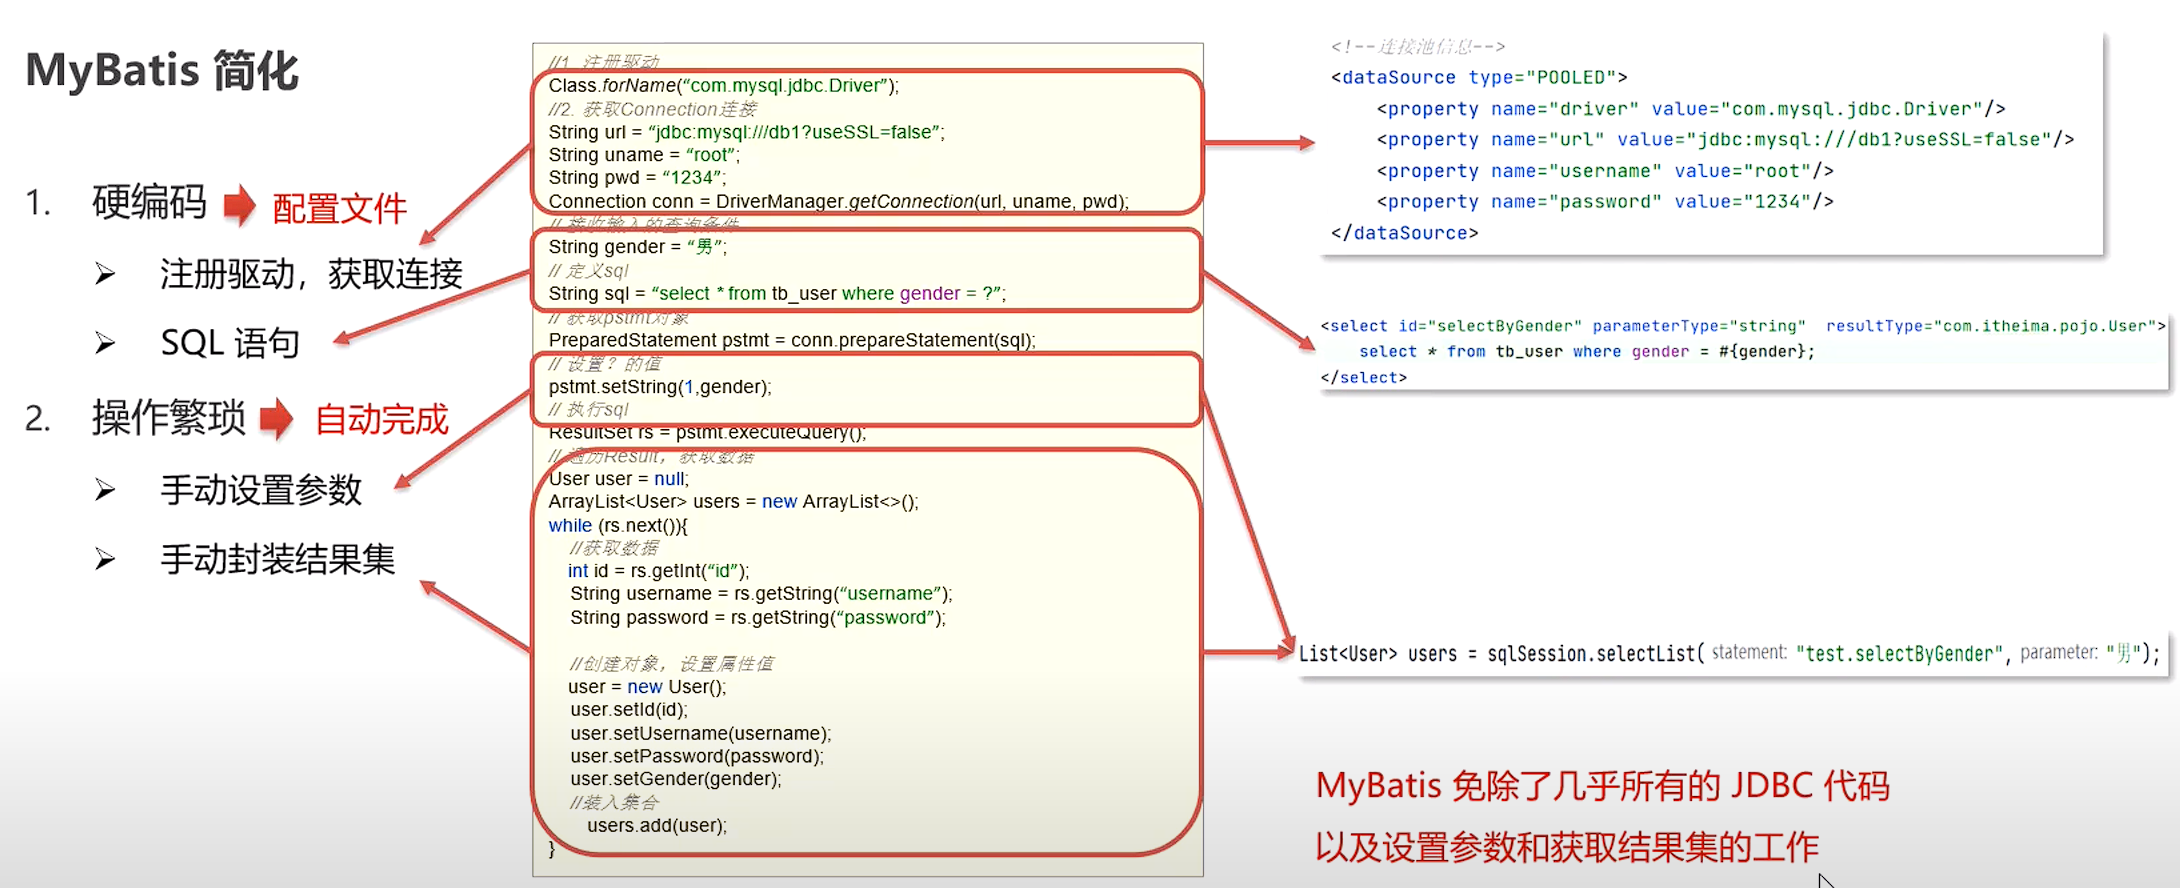 MyBatis 简化
1. 硬编码 配置文件
注册驱动，获取连接
SQL 语句
2. 操作繁琐 自动完成
手动设置参数
手动封装结果集
//1. 注册驱动
Class.forName(“com.mysql.jdbc.Driver”);
//2. 获取Connection连接
String url = “jdbc:mysql:///db1?useSSL=false”;
String uname = “root”;
String pwd = “1234”;
Connection conn = DriverManager.getConnection(url, uname, pwd);
// 接收输入的查询条件
String gender = “男”;
// 定义sql
String sql = “select * from tb_user where gender = ?”;
// 获取pstmt对象
PreparedStatement pstmt = conn.prepareStatement(sql);
// 设置？的值
pstmt.setString(1,gender);
// 执行sql
ResultSet rs = pstmt.executeQuery();
// 遍历Result，获取数据
User user = null;
ArrayList<User> users = new ArrayList<>();
while (rs.next()){
//获取数据
int id = rs.getInt(“id”);
String username = rs.getString(“username”);
String password = rs.getString(“password”);
//创建对象，设置属性值
user = new User();
user.setId(id);
user.setUsername(username);
user.setPassword(password);
user.setGender(gender);
//装入集合
users.add(user);
}
<!--连接池信息-->
<dataSource type="POOLED">
<property name="driver" value="com.mysql.jdbc.Driver"/>
<property name="url" value="jdbc:mysql:///db1?useSSL=false"/>
<property name="username" value="root"/>
<property name="password" value="1234"/>
</dataSource>
<select id="selectByGender" parameterType="string" resultType="com.itheima.pojo.User">
select * from tb_user where gender = #{gender};
</select>
List<User> users = sqlSession.selectList( statement: "test.selectByGender", parameter: "男");
MyBatis 免除了几乎所有的 JDBC 代码
以及设置参数和获取结果集的工作